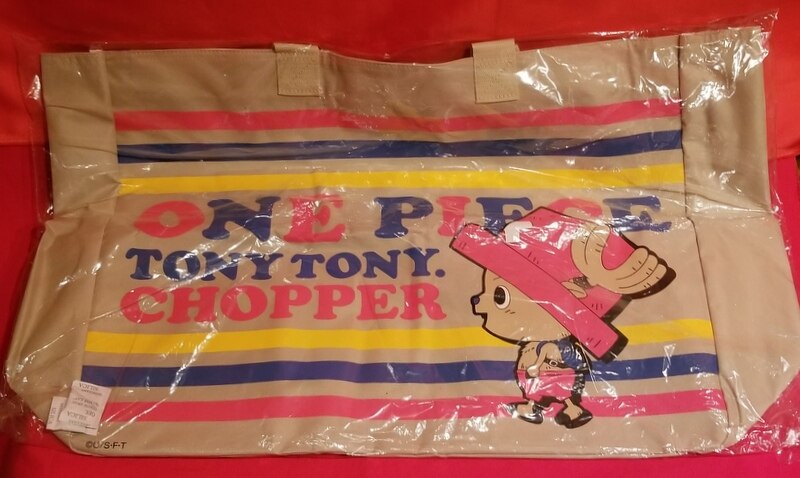 ONE PIECE
TONY TONY.
CHOPPER
©O/S·F·T